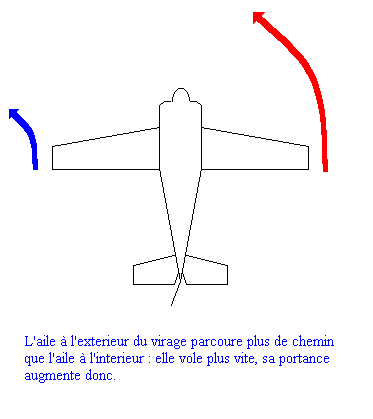 L'aile à l'exterieur du virage parcoure plus de chemin
que l'aile à l'interieur : elle vole plus vite, sa portance
augmente donc.